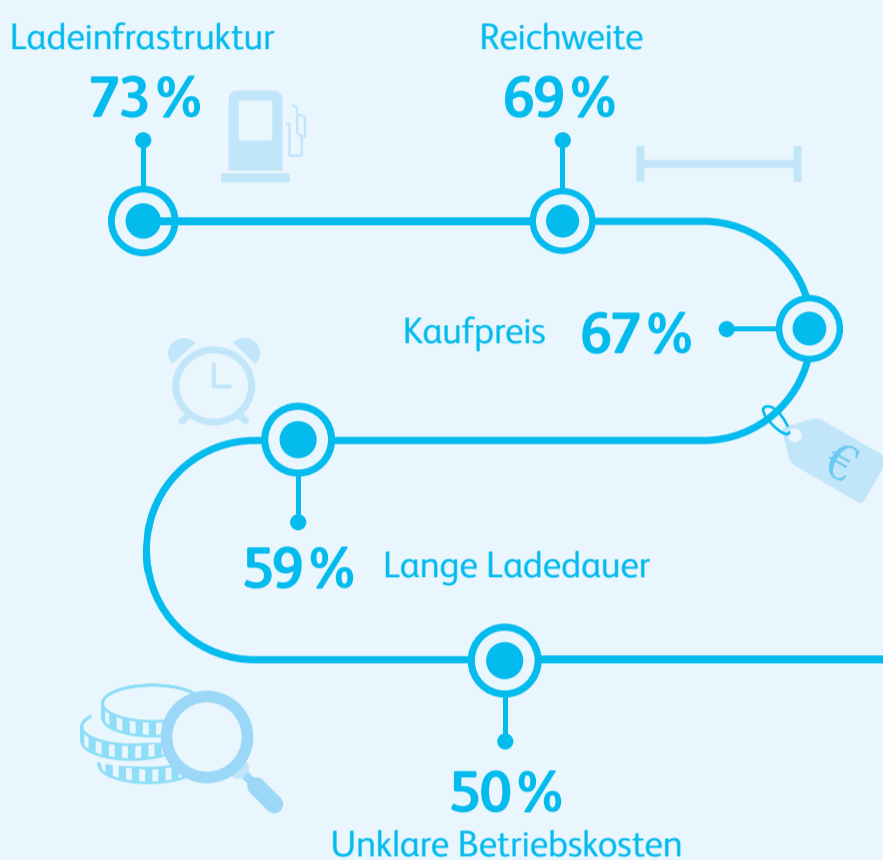 Ladeinfrastruktur
73 %
Reichweite
69 %
Kaufpreis 67 %
€
59 % Lange Ladedauer
50 %
Unklare Betriebskosten